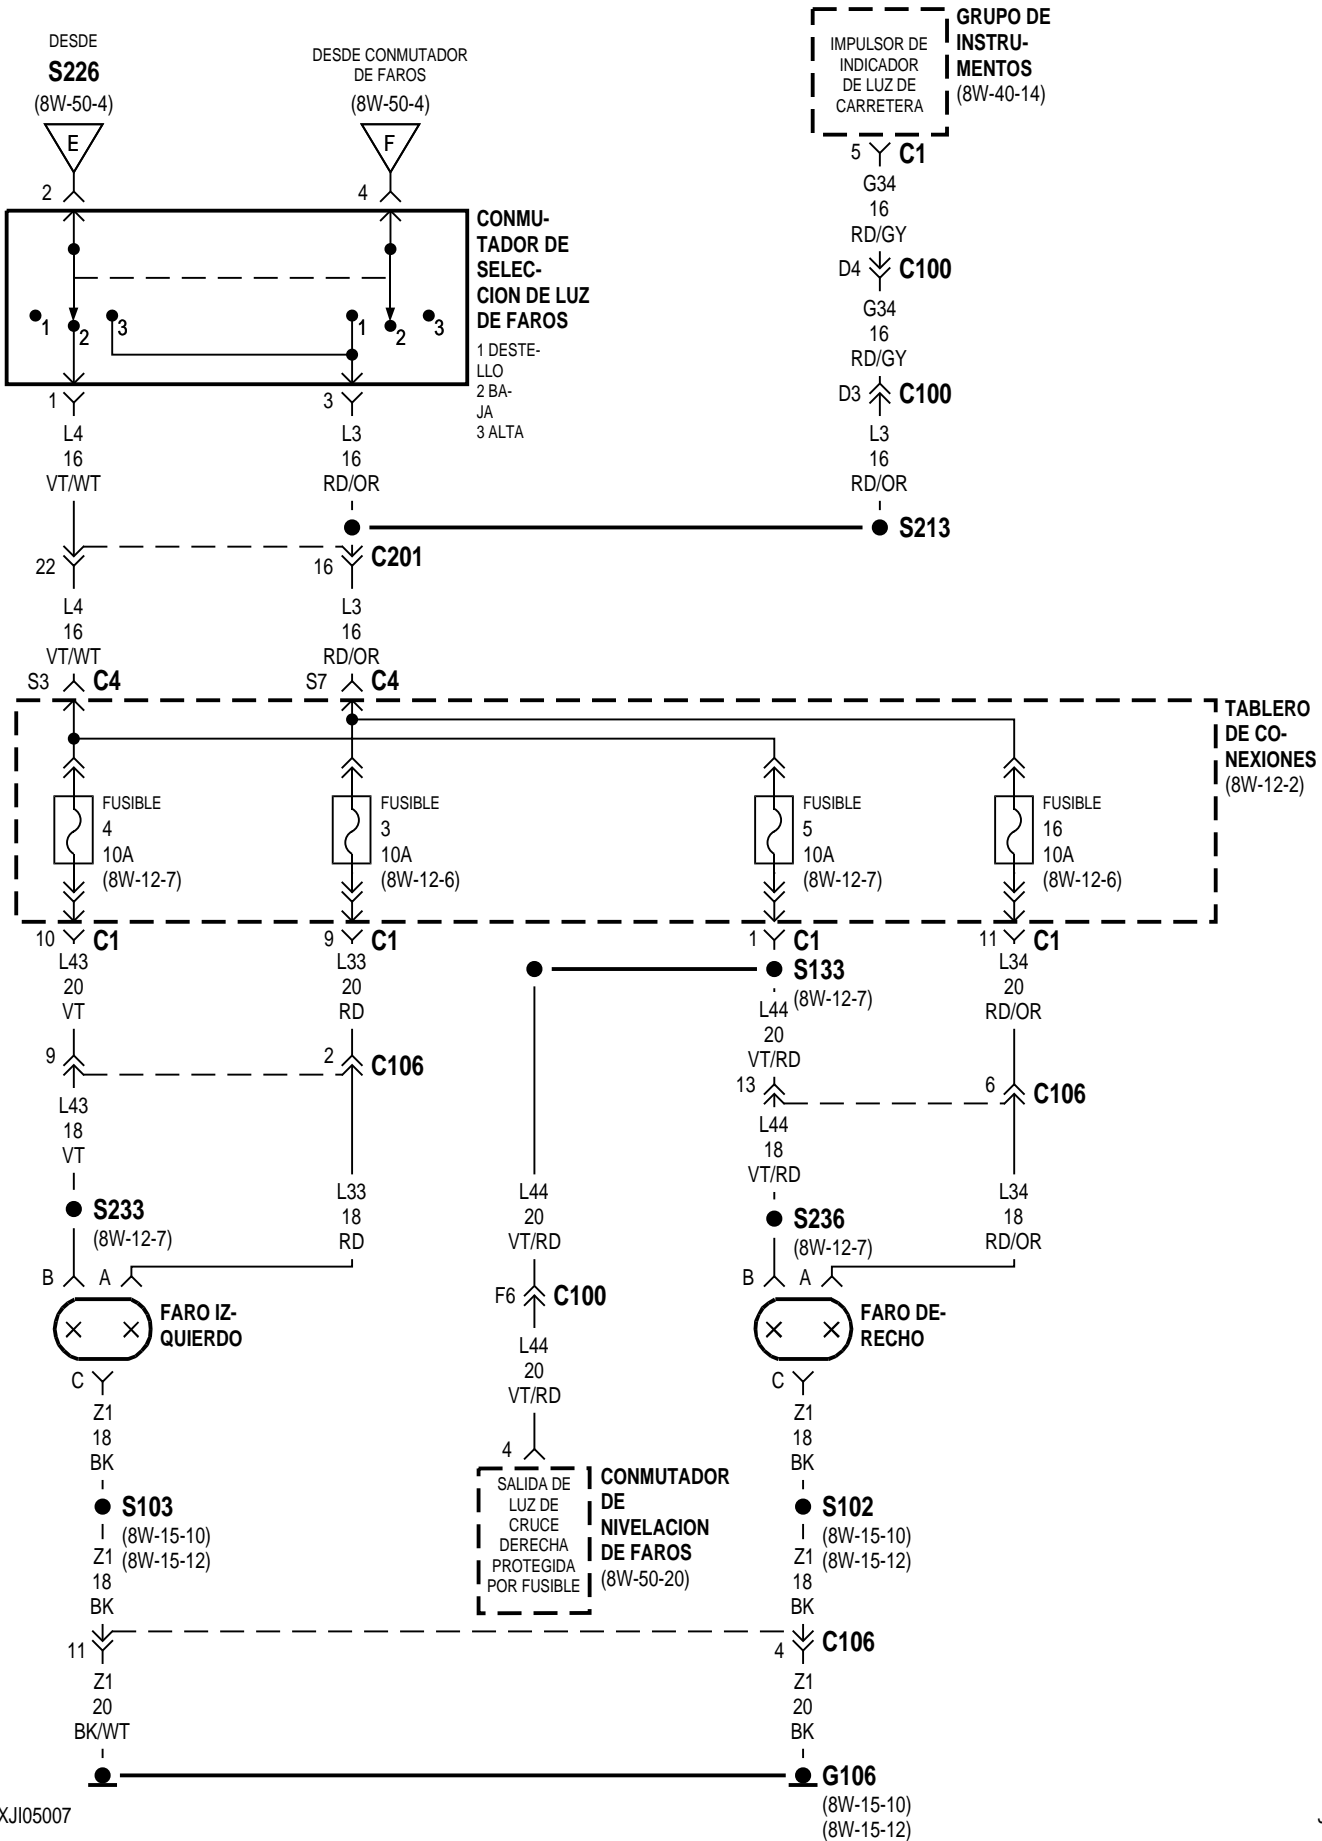 DESDE
S226
(8W-50-4)
E
DESDE CONMUTADOR
DE FAROS
(8W-50-4)
F
IMPULSOR DE
INDICADOR
DE LUZ DE
CARRETERA
GRUPO DE
INSTRU-
MENTOS
(8W-40-14)
5
C1
G34
16
RD/GY
D4
C100
G34
16
RD/GY
D3
C100
L3
16
RD/OR
S213
2
4
1
2
3
1
2
3
CONMU-
TADOR DE
SELEC-
CION DE LUZ
DE FAROS
1 DESTE-
LLO
2 BA-
JA
3 ALTA
1
3
L4
16
VT/WT
L3
16
RD/OR
22
16
C201
L4
16
VT/WT
L3
16
RD/OR
S3
C4
S7
C4
TABLERO
DE CO-
NEXIONES
(8W-12-2)
FUSIBLE
4
10A
(8W-12-7)
FUSIBLE
3
10A
(8W-12-6)
FUSIBLE
5
10A
(8W-12-7)
FUSIBLE
16
10A
(8W-12-6)
10
C1
9
C1
1
C1
11
C1
L43
20
VT
L33
20
RD
S133
(8W-12-7)
L44
20
VT/RD
L34
20
RD/OR
9
2
C106
13
6
C106
L43
18
VT
L44
18
VT/RD
S233
(8W-12-7)
L33
18
RD
L44
20
VT/RD
S236
(8W-12-7)
L34
18
RD/OR
B
A
F6
C100
B
A
FARO IZ-
QUIERDO
L44
20
VT/RD
FARO DE-
RECHO
C
Z1
18
BK
C
Z1
18
BK
4
SALIDA DE
LUZ DE
CRUCE
DERECHA
PROTEGIDA
POR FUSIBLE
CONMUTADOR
DE
NIVELACION
DE FAROS
(8W-50-20)
S103
(8W-15-10)
(8W-15-12)
Z1
18
BK
S102
(8W-15-10)
(8W-15-12)
Z1
18
BK
11
4
C106
Z1
20
BK/WT
Z1
20
BK
G106
(8W-15-10)
(8W-15-12)
XJI05007